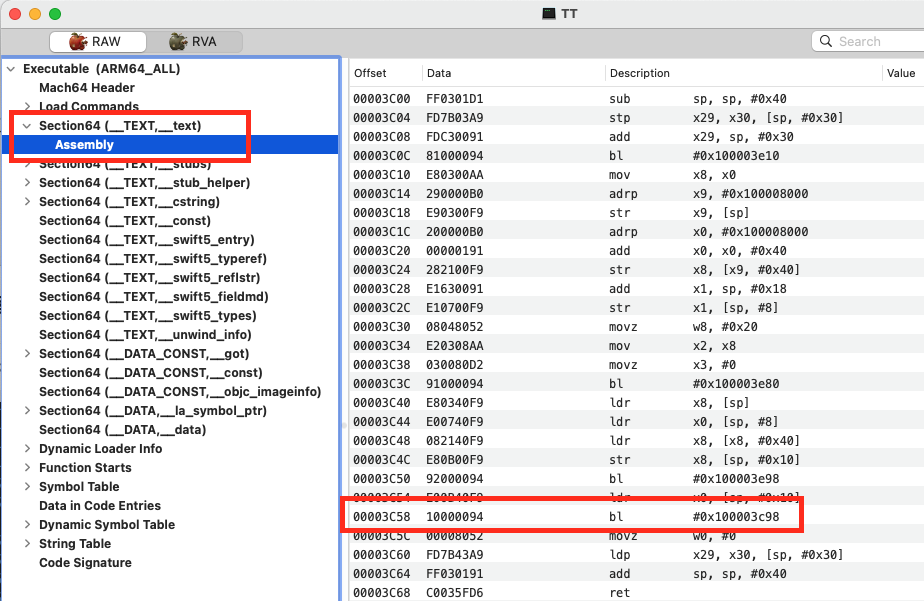 TT
RAW
RVA
Search
Executable (ARM64_ALL)
Mach64 Header
Load Commands
Section64 (__TEXT,__text)
Assembly
Section64 (__TEXT,__stubs)
Section64 (__TEXT,__stub_helper)
Section64 (__TEXT,__cstring)
Section64 (__TEXT,__const)
Section64 (__TEXT,__swift5_entry)
Section64 (__TEXT,__swift5_typeref)
Section64 (__TEXT,__swift5_reflstr)
Section64 (__TEXT,__swift5_fieldmd)
Section64 (__TEXT,__swift5_types)
Section64 (__TEXT,__unwind_info)
Section64 (__DATA_CONST,__got)
Section64 (__DATA_CONST,__const)
Section64 (__DATA_CONST,__objc_imageinfo)
Section64 (__DATA,__la_symbol_ptr)
Section64 (__DATA,__data)
Dynamic Loader Info
Function Starts
Symbol Table
Data in Code Entries
Dynamic Symbol Table
String Table
Code Signature
Offset Data Description Value
00003C00 FF0301D1 sub sp, sp, #0x40
00003C04 FD7B03A9 stp x29, x30, [sp, #0x30]
00003C08 FDC30091 add x29, sp, #0x30
00003C0C 81000094 bl #0x100003e10
00003C10 E80300AA mov x8, x0
00003C14 290000B0 adrp x9, #0x100008000
00003C18 E90300F9 str x9, [sp]
00003C1C 200000B0 adrp x0, #0x100008000
00003C20 00000191 add x0, x0, #0x40
00003C24 282100F9 str x8, [x9, #0x40]
00003C28 E1630091 add x1, sp, #0x18
00003C2C E10700F9 str x1, [sp, #8]
00003C30 08048052 movz w8, #0x20
00003C34 E20308AA mov x2, x8
00003C38 030080D2 movz x3, #0
00003C3C 91000094 bl #0x100003e80
00003C40 E80340F9 ldr x8, [sp]
00003C44 E00740F9 ldr x0, [sp, #8]
00003C48 082140F9 ldr x8, [x8, #0x40]
00003C4C E80B00F9 str x8, [sp, #0x10]
00003C50 92000094 bl #0x100003e98
00003C54 E00B40F9 ldr x0, [sp, #0x10]
00003C58 10000094 bl #0x100003c98
00003C5C 00008052 movz w0, #0
00003C60 FD7B43A9 ldp x29, x30, [sp, #0x30]
00003C64 FF030191 add sp, sp, #0x40
00003C68 C0035FD6 ret